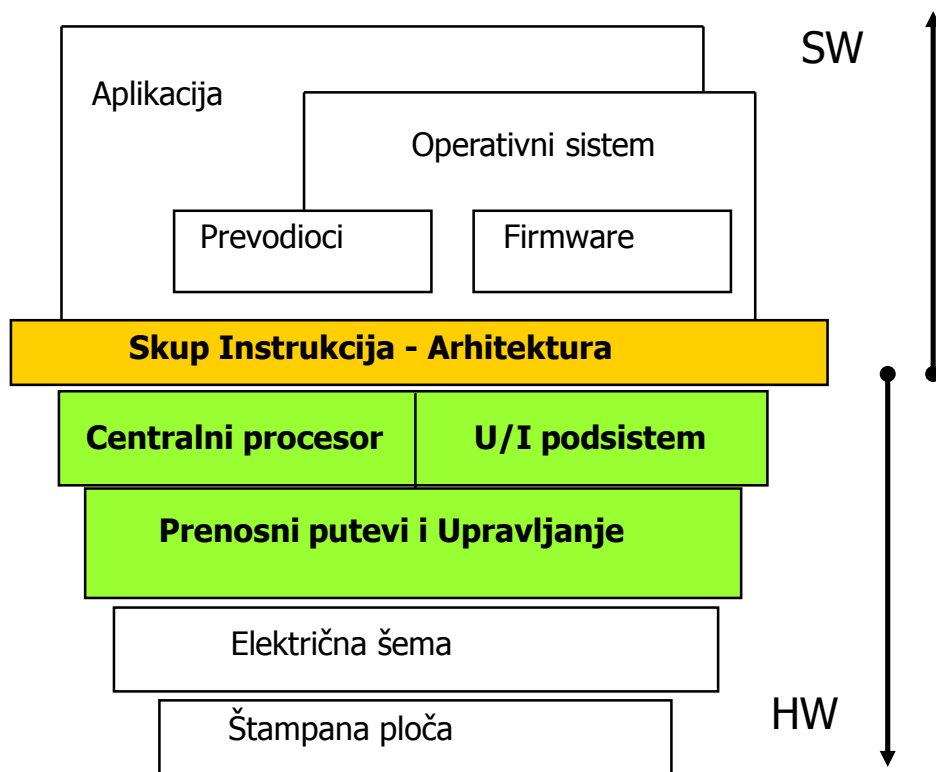 SW
Aplikacija
Operativni sistem
Prevodioci
Firmware
Skup Instrukcija - Arhitektura
Centralni procesor
U/I podsistem
Prenosni putevi i Upravljanje
Električna šema
HW
Štampana ploča